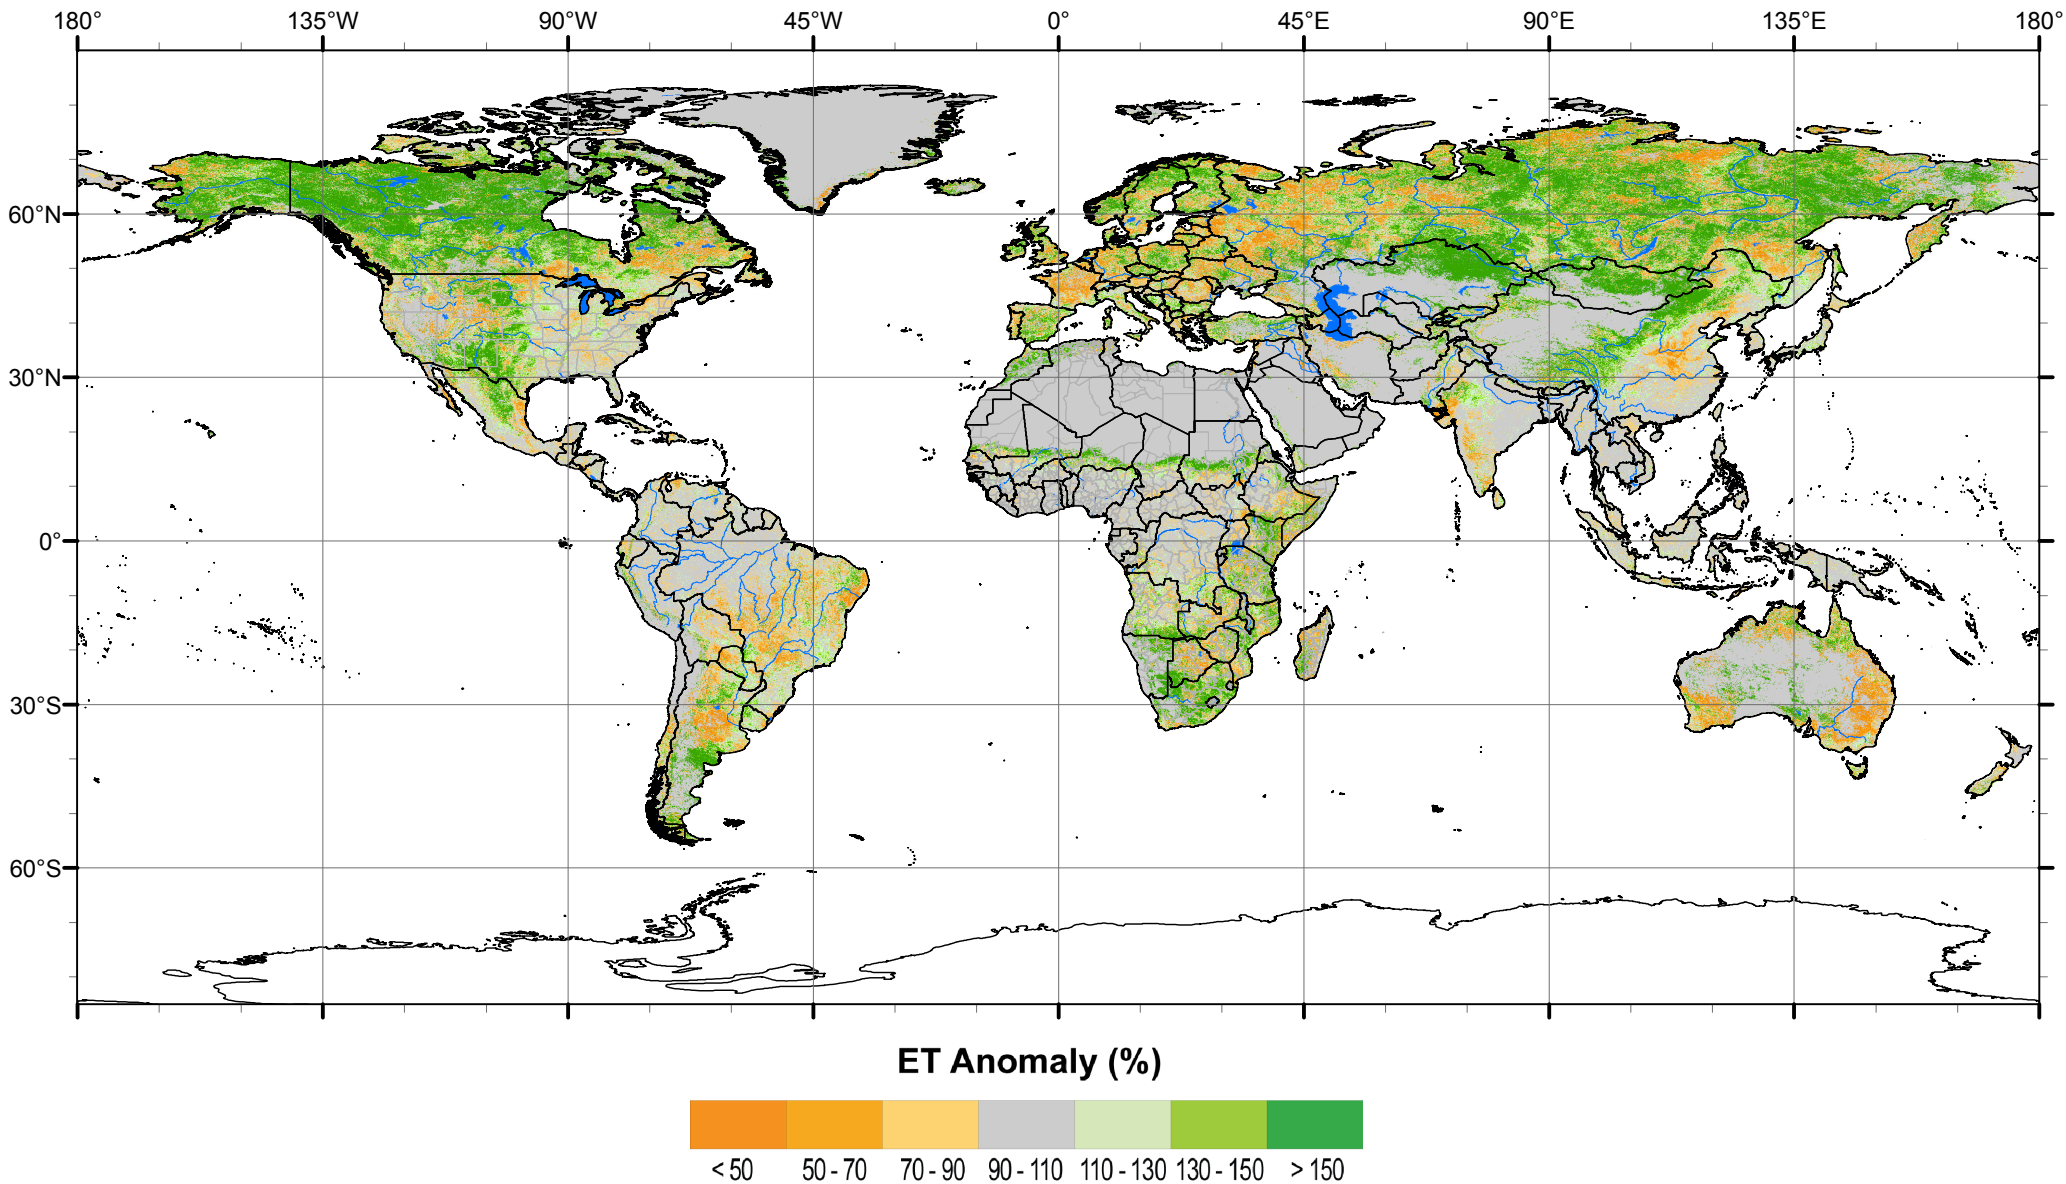 180° 135°W 90°W 45°W 0° 45°E 90°E 135°E 180°
60°N
30°N
0°
30°S
60°S
ET Anomaly (%)
< 50 50 - 70 70 - 90 90 - 110 110 - 130 130 - 150 > 150